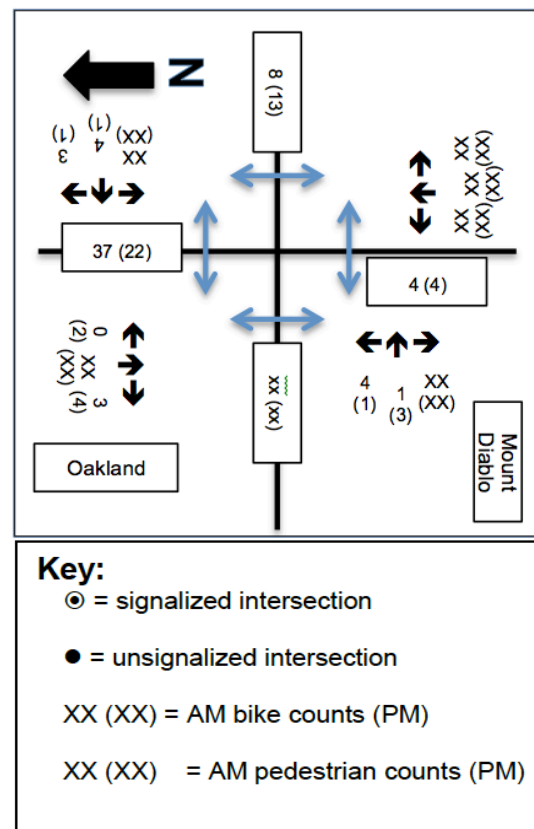 8 (13)
N
3 4 XX
(1) (1) (XX)
XX XX XX
(XX) (XX) (XX)
37 (22)
4 (4)
0 XX 3
(2) (XX) (4)
xx (xx)
4 1 XX
(1) (3) (XX)
Oakland
Mount
Diablo
Key:
= signalized intersection
= unsignalized intersection
XX (XX) = AM bike counts (PM)
XX (XX) = AM pedestrian counts (PM)